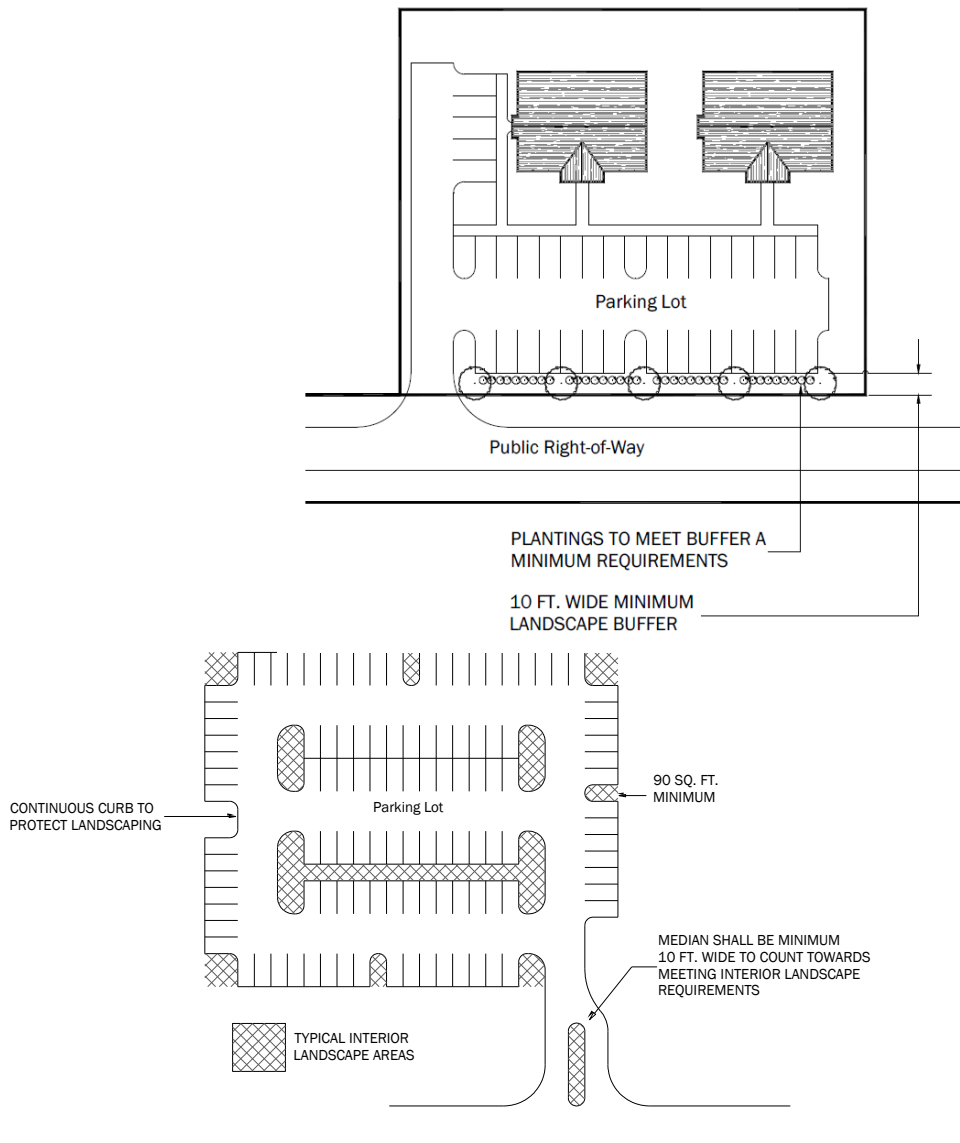 Parking Lot
Public Right-of-Way
PLANTINGS TO MEET BUFFER A
MINIMUM REQUIREMENTS
10 FT. WIDE MINIMUM
LANDSCAPE BUFFER
90 SQ. FT.
MINIMUM
CONTINUOUS CURB TO
PROTECT LANDSCAPING
Parking Lot
MEDIAN SHALL BE MINIMUM
10 FT. WIDE TO COUNT TOWARDS
MEETING INTERIOR LANDSCAPE
REQUIREMENTS
TYPICAL INTERIOR
LANDSCAPE AREAS